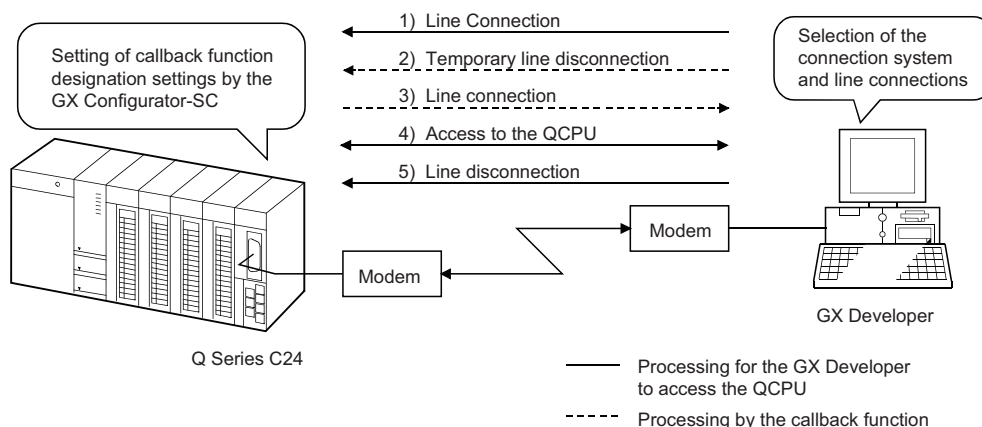 1) Line Connection
Setting of callback function
designation settings by the
GX Configurator-SC
2) Temporary line disconnection
3) Line connection
4) Access to the QCPU
5) Line disconnection
Selection of the
connection system
and line connections
Modem
Modem
Q Series C24
GX Developer
Processing for the GX Developer
to access the QCPU
Processing by the callback function